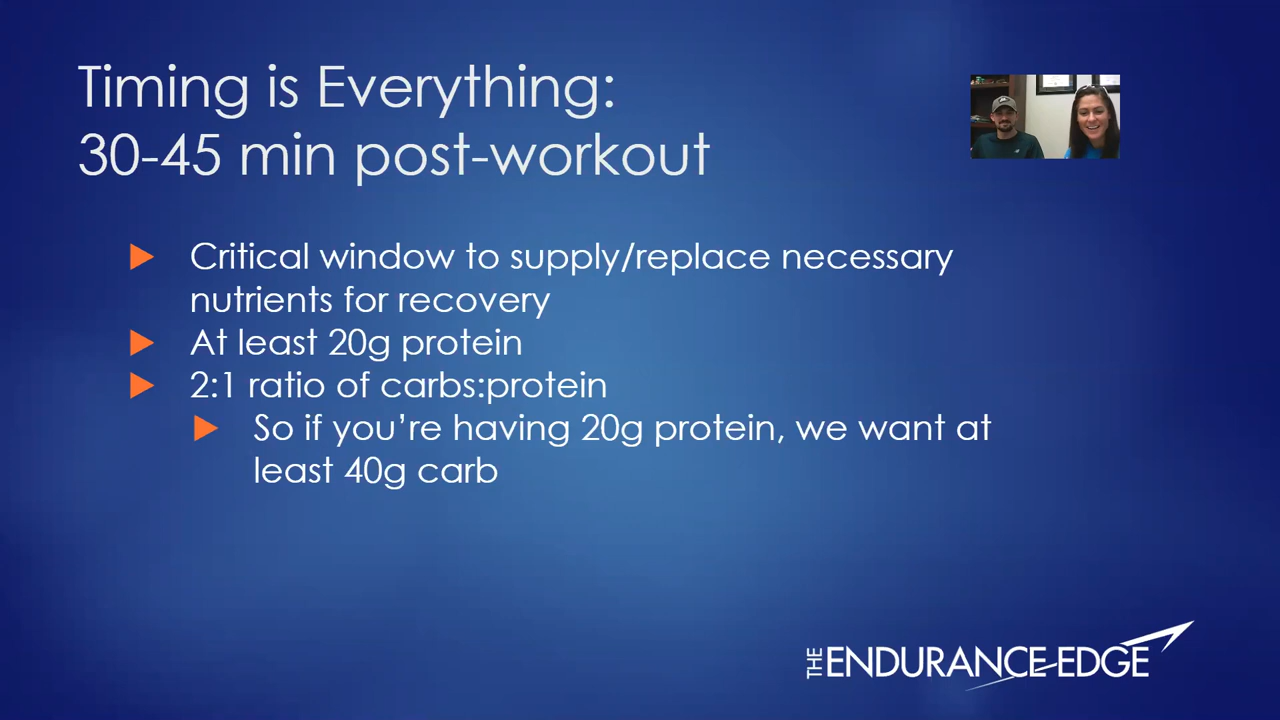 Timing is Everything:
30-45 min post-workout
Critical window to supply/replace necessary
nutrients for recovery
At least 20g protein
2:1 ratio of carbs:protein
So if you’re having 20g protein, we want at
least 40g carb
THE ENDURANCE EDGE